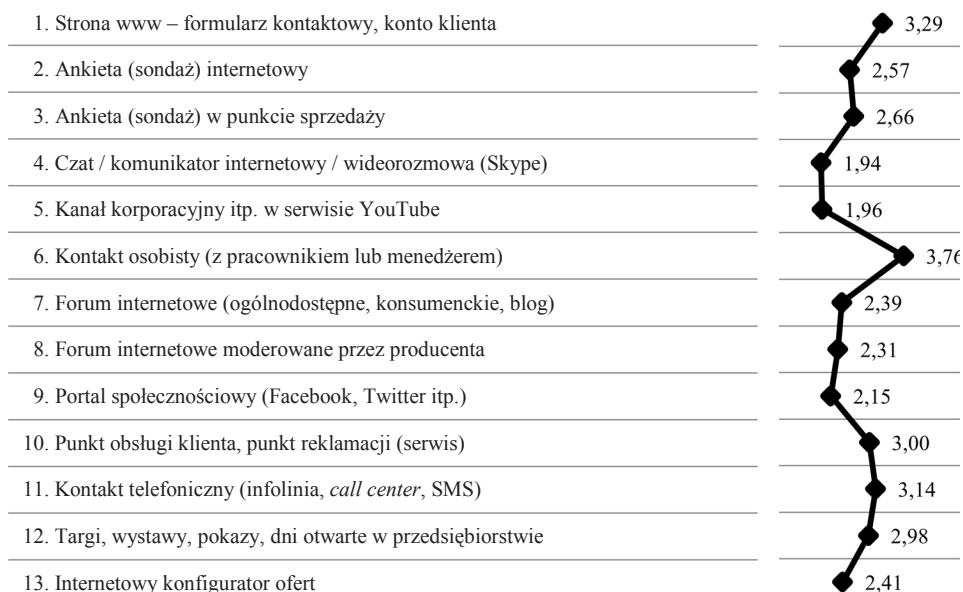 1. Strona www – formularz kontaktowy, konto klienta 3,29
2. Ankieta (sondaż) internetowy 2,57
3. Ankieta (sondaż) w punkcie sprzedaży 2,66
4. Czat / komunikator internetowy / wideorozmowa (Skype) 1,94
5. Kanał korporacyjny itp. w serwisie YouTube 1,96
6. Kontakt osobisty (z pracownikiem lub menedżerem) 3,76
7. Forum internetowe (ogólnodostępne, konsumenckie, blog) 2,39
8. Forum internetowe moderowane przez producenta 2,31
9. Portal społecznościowy (Facebook, Twitter itp.) 2,15
10. Punkt obsługi klienta, punkt reklamacji (serwis) 3,00
11. Kontakt telefoniczny (infolinia, call center, SMS) 3,14
12. Targi, wystawy, pokazy, dni otwarte w przedsiębiorstwie 2,98
13. Internetowy konfigurator ofert 2,41